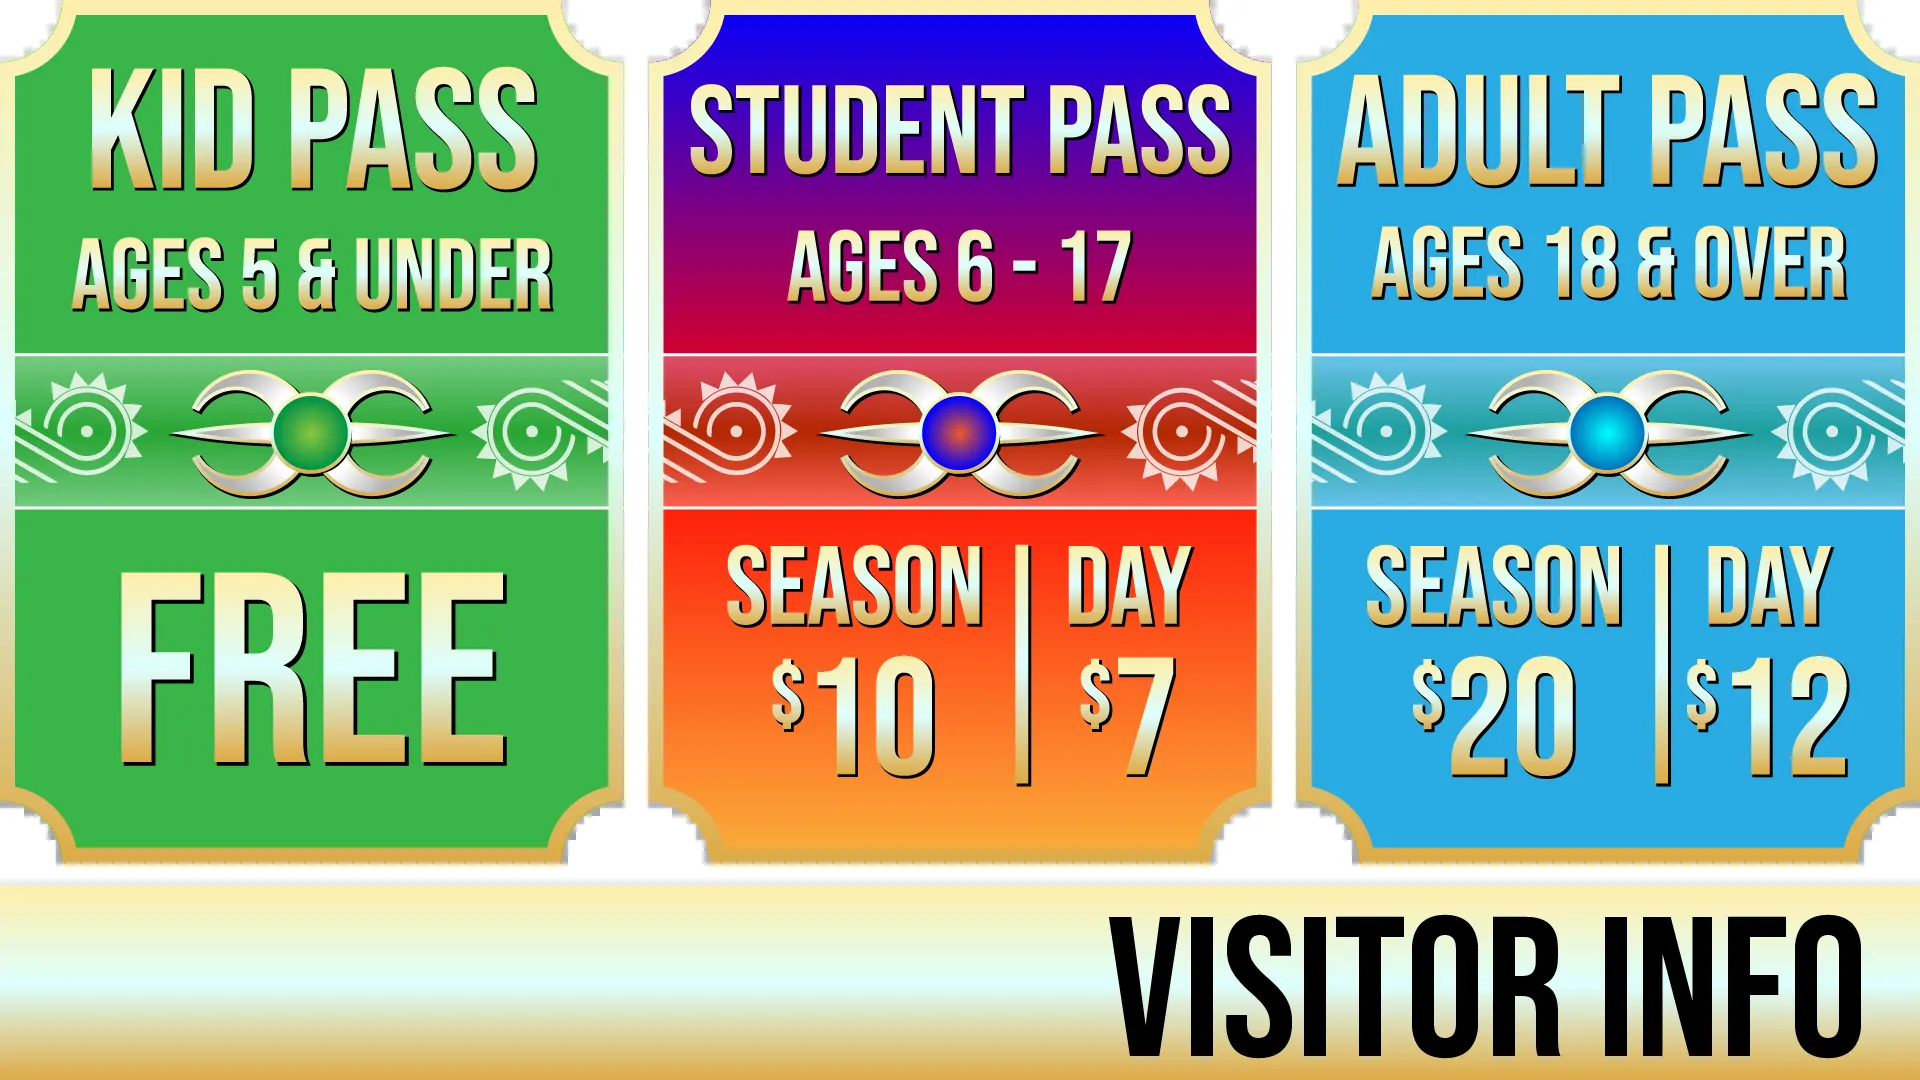 KID PASS
AGES 5 & UNDER
FREE
STUDENT PASS
AGES 6 - 17
SEASON | DAY
$10 | $7
ADULT PASS
AGES 18 & OVER
SEASON | DAY
$20 | $12
VISITOR INFO